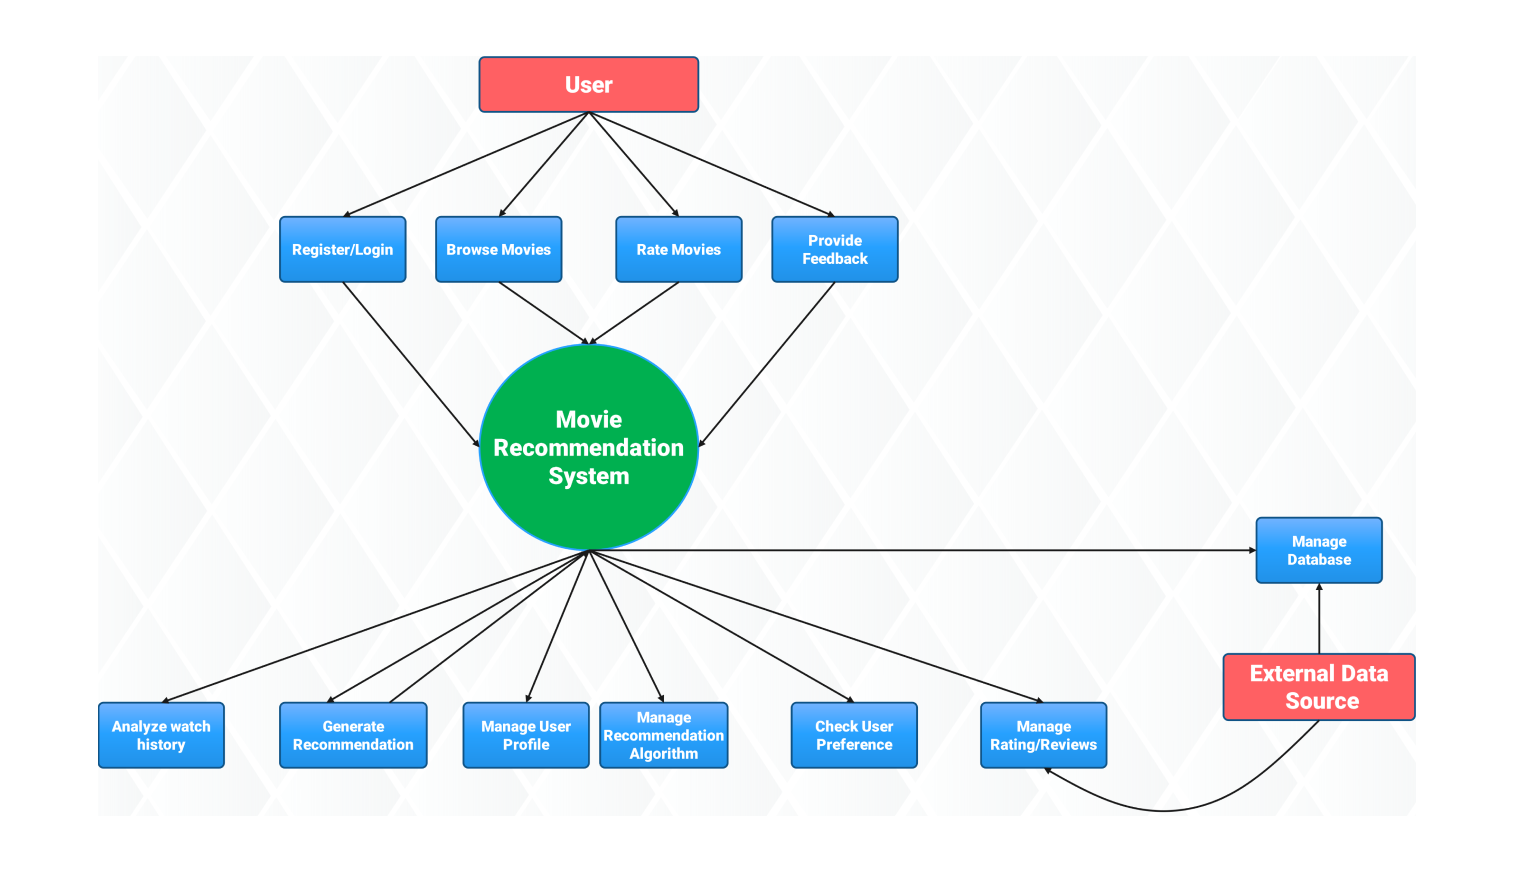 User
Register/Login
Browse Movies
Rate Movies
Provide
Feedback
Movie
Recommendation
System
Manage
Database
External Data
Source
Analyze watch
history
Generate
Recommendation
Manage User
Profile
Manage
Recommendation
Algorithm
Check User
Preference
Manage
Rating/Reviews